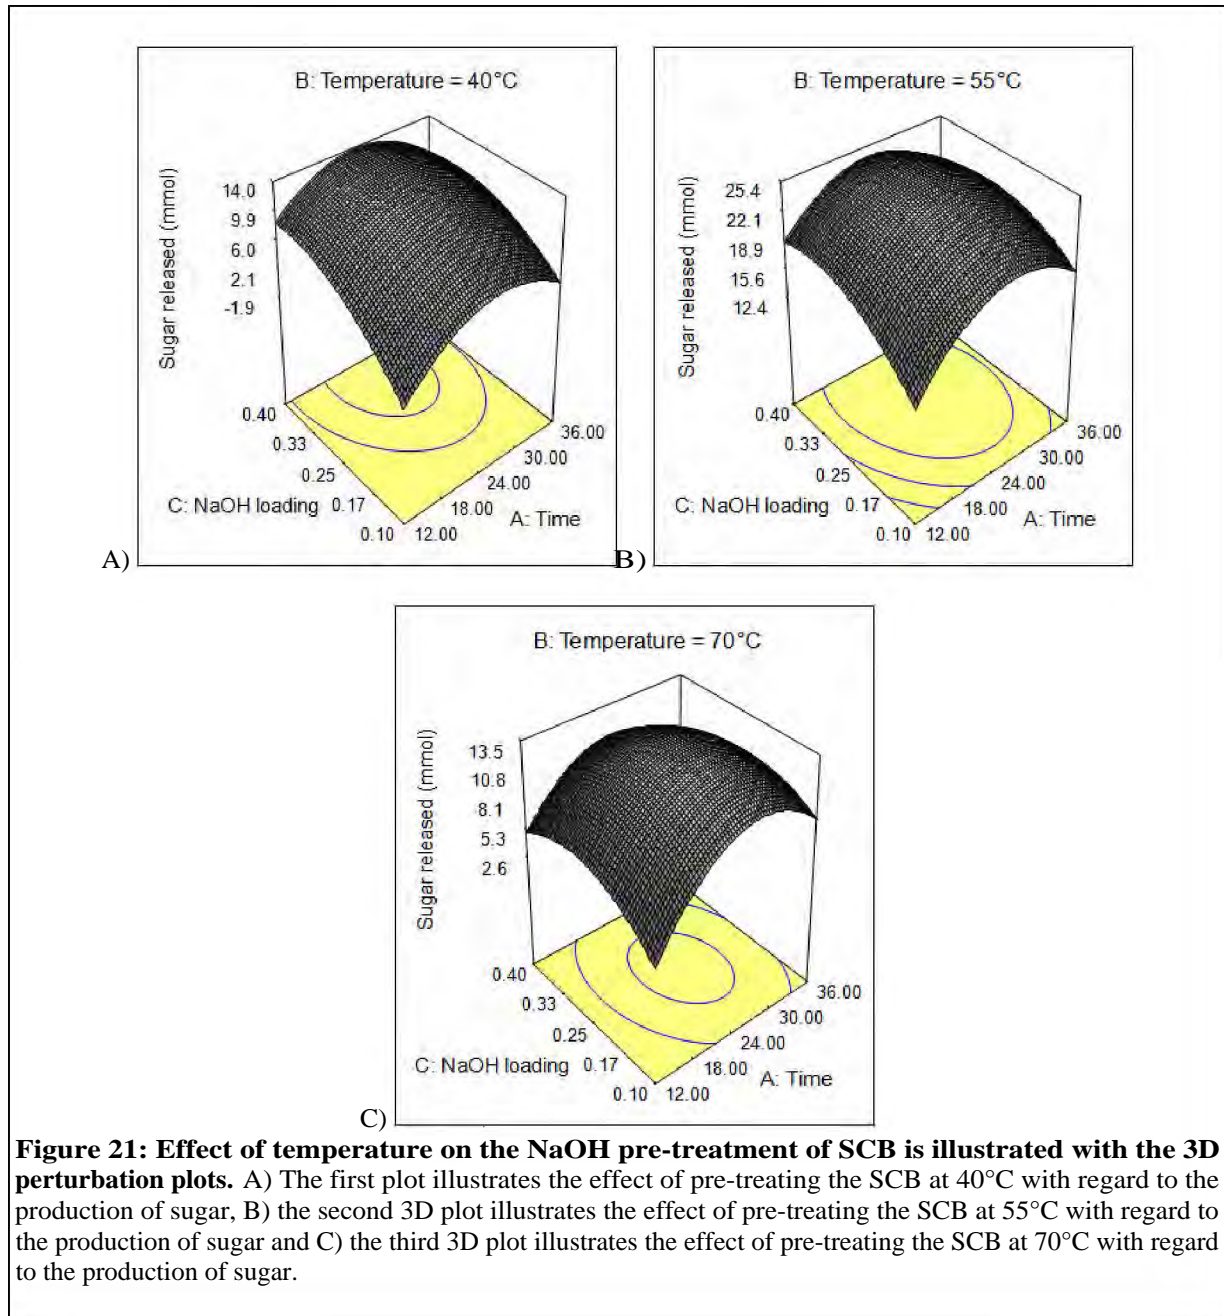 B: Temperature = 40°C
Sugar released (mmol)
14.0
9.9
6.0
2.1
-1.9
0.40
0.33
0.25
0.17
0.10
C: NaOH loading
12.00
18.00
24.00
30.00
36.00
A: Time
A)
B: Temperature = 55°C
Sugar released (mmol)
25.4
22.1
18.9
15.6
12.4
0.40
0.33
0.25
0.17
0.10
C: NaOH loading
12.00
18.00
24.00
30.00
36.00
A: Time
B)
B: Temperature = 70°C
Sugar released (mmol)
13.5
10.8
8.1
5.3
2.6
0.40
0.33
0.25
0.17
0.10
C: NaOH loading
12.00
18.00
24.00
30.00
36.00
A: Time
C)
Figure 21: Effect of temperature on the NaOH pre-treatment of SCB is illustrated with the 3D
perturbation plots. A) The first plot illustrates the effect of pre-treating the SCB at 40°C with regard to the
production of sugar, B) the second 3D plot illustrates the effect of pre-treating the SCB at 55°C with regard to
the production of sugar and C) the third 3D plot illustrates the effect of pre-treating the SCB at 70°C with regard
to the production of sugar.